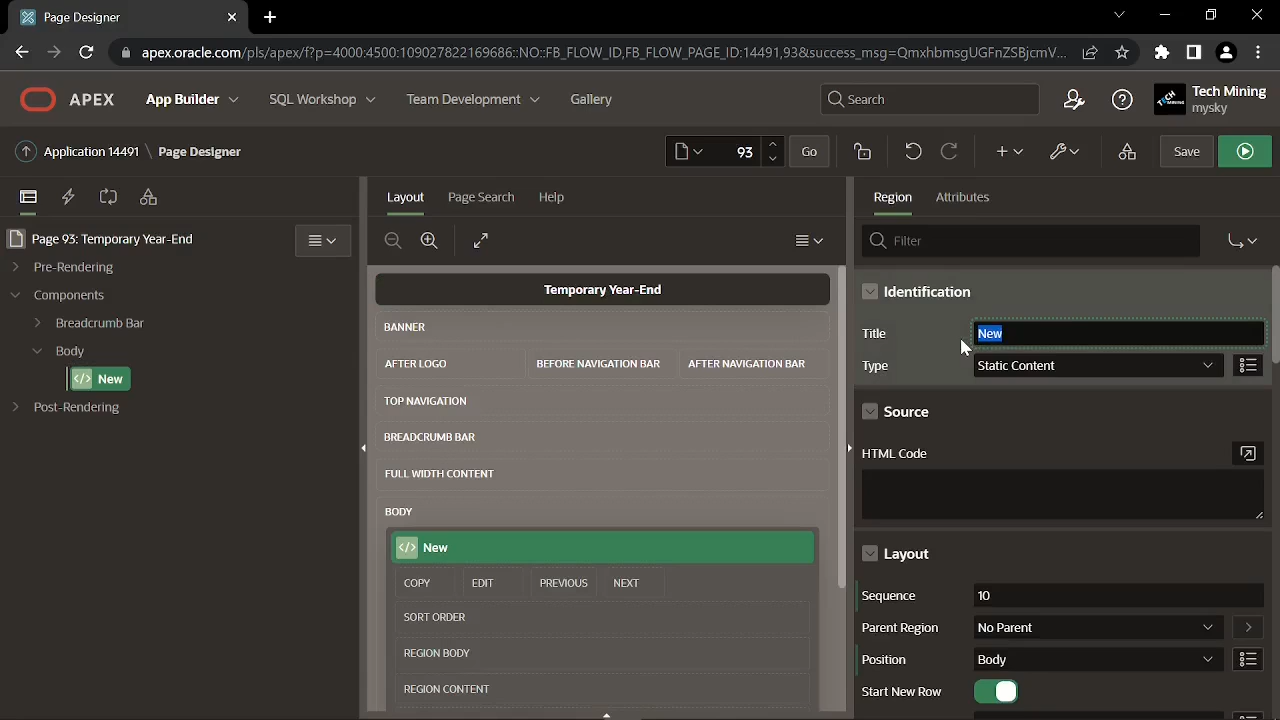 Page Designer
apex.oracle.com/pls/apex/f?p=4000:4500:109027822169686::NO::FB_FLOW_ID,FB_FLOW_PAGE_ID:14491,93&success_msg=QmxhbmsgUGFnZSBjcmV...
APEX App Builder SQL Workshop Team Development Gallery Search Tech Mining
mysky
Application 14491 \ Page Designer 93 Go Save
Layout Page Search Help Region Attributes
Page 93: Temporary Year-End
Filter
Pre-Rendering
Components
Breadcrumb Bar
Body
New
Post-Rendering
Temporary Year-End
BANNER
AFTER LOGO BEFORE NAVIGATION BAR AFTER NAVIGATION BAR
TOP NAVIGATION
BREADCRUMB BAR
FULL WIDTH CONTENT
BODY
New
COPY EDIT PREVIOUS NEXT
SORT ORDER
REGION BODY
REGION CONTENT
Identification
Title New
Type Static Content
Source
HTML Code
Layout
Sequence 10
Parent Region No Parent
Position Body
Start New Row